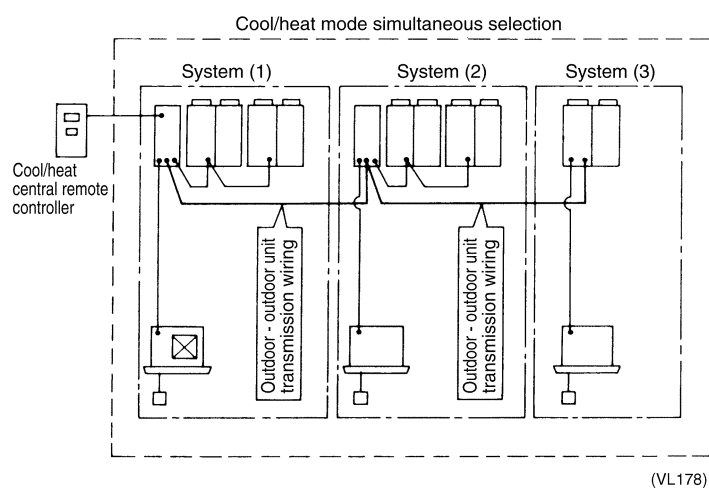 Cool/heat mode simultaneous selection
System (1)
System (2)
System (3)
Cool/heat
central remote
controller
Outdoor - outdoor unit
transmission wiring
Outdoor - outdoor unit
transmission wiring
(VL178)